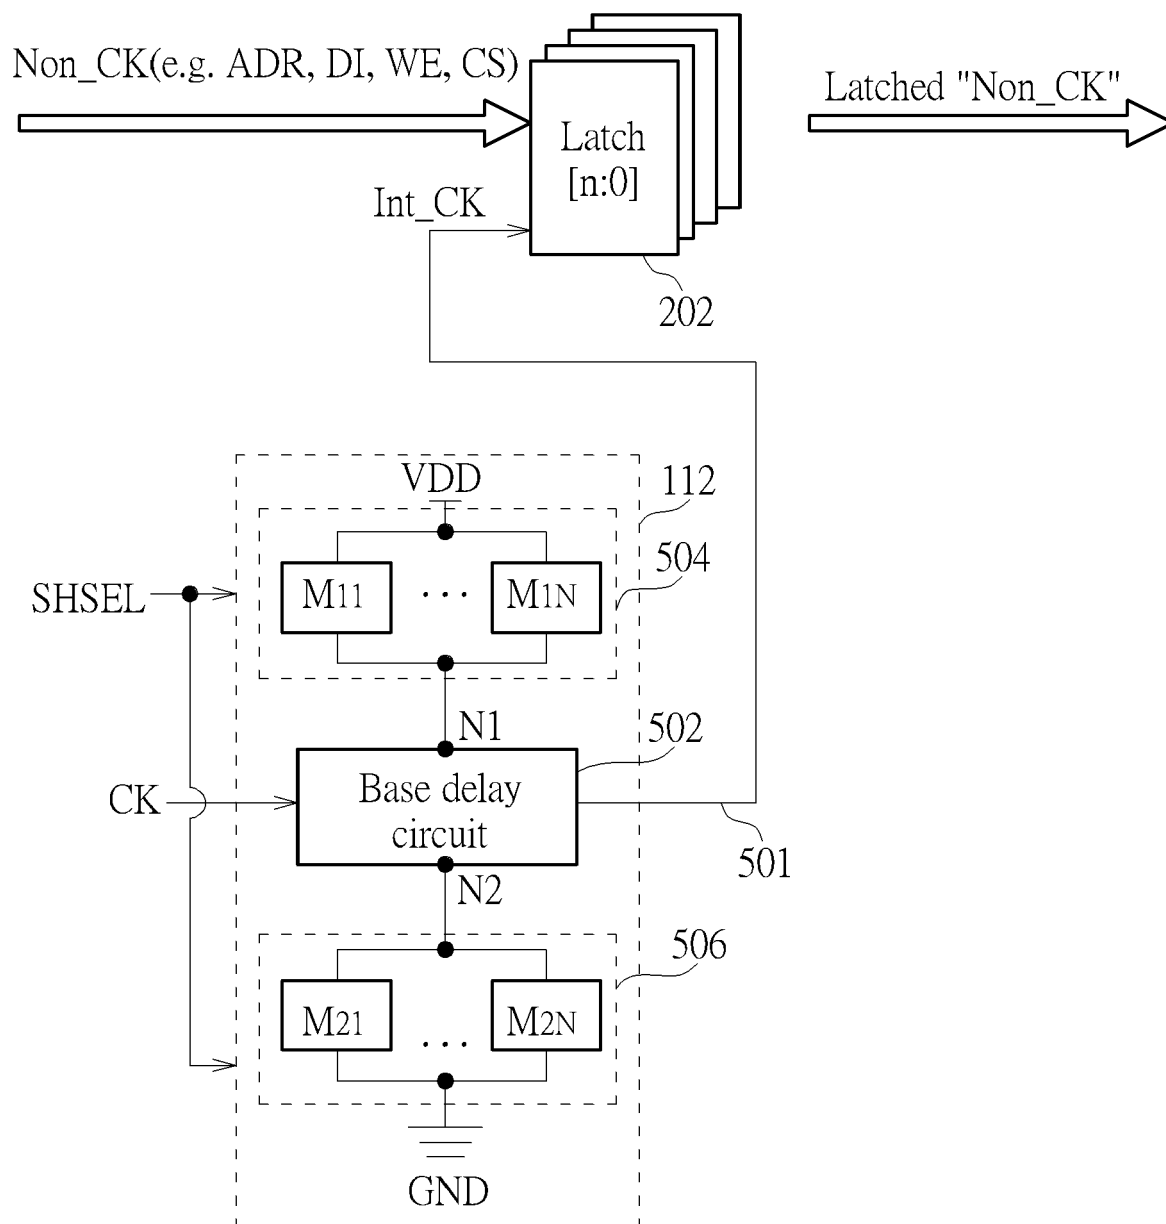 Non_CK(e.g. ADR, DI, WE, CS)
Latched "Non_CK"
Latch
[n:0]
Int_CK
202
VDD
112
504
SHSEL
M11
...
M1N
N1
502
CK
Base delay
circuit
501
N2
506
M21
...
M2N
GND